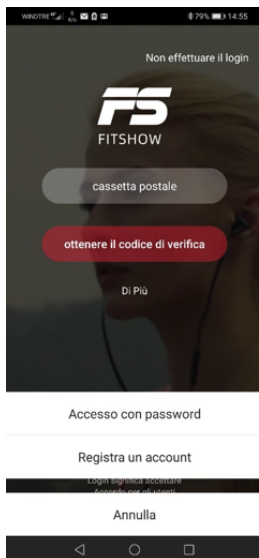 WINDTRE
79% 14:55
Non effettuare il login
FS
FITSHOW
cassetta postale
ottenere il codice di verifica
Di Più
Accesso con password
Registra un account
Login significa accettare
Accordo per gli utenti
Annulla